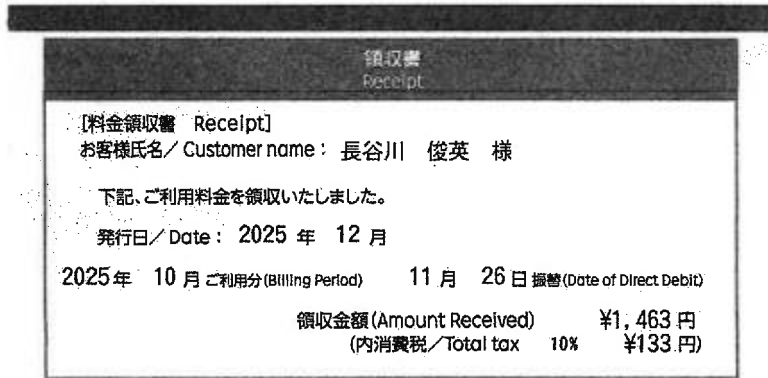 領収書
Receipt
[料金領収書 Receipt]
お客様氏名/Customer name: 長谷川 俊英 様
下記、ご利用料金を領収いたしました。
発行日/Date: 2025 年 12 月
2025年 10 月 ご利用分(Billing Period) 11 月 26 日 振替(Date of Direct Debit)
領収金額(Amount Received) ¥1,463 円
(内消費税/Total tax 10% ¥133 円)